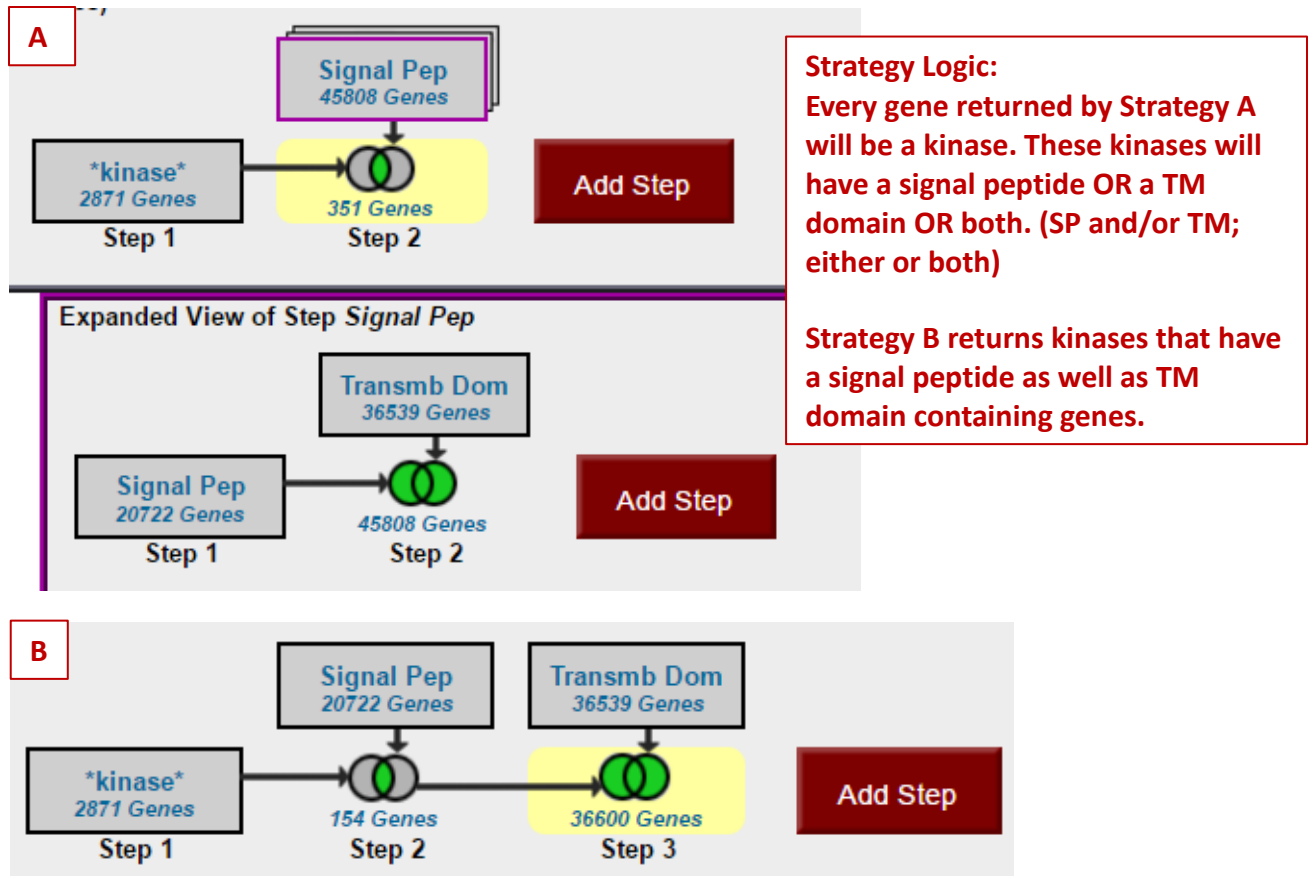 A
Signal Pep
45808 Genes
*kinase*
2871 Genes
Step 1
351 Genes
Step 2
Add Step
Expanded View of Step Signal Pep
Transmb Dom
36539 Genes
Signal Pep
20722 Genes
Step 1
45808 Genes
Step 2
Add Step
Strategy Logic:
Every gene returned by Strategy A
will be a kinase. These kinases will
have a signal peptide OR a TM
domain OR both. (SP and/or TM;
either or both)
Strategy B returns kinases that have
a signal peptide as well as TM
domain containing genes.
B
Signal Pep
20722 Genes
Transmb Dom
36539 Genes
*kinase*
2871 Genes
Step 1
154 Genes
Step 2
36600 Genes
Step 3
Add Step